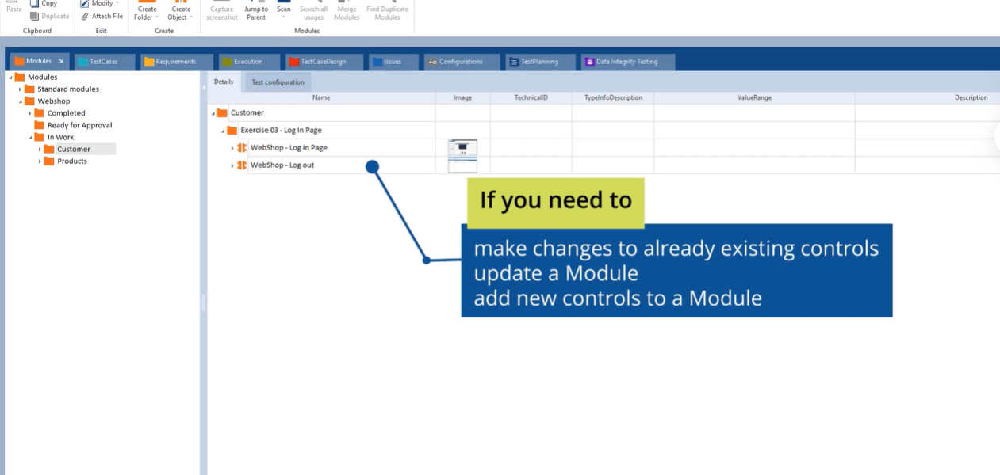 Paste
Copy
Duplicate
Clipboard
Modify
Attach File
Edit
Create Folder
Create Object
Create
Capture screenshot
Jump to Parent
Scan
Search all usages
Merge Modules
Find Duplicate Modules
Modules
Modules
TestCases
Requirements
Execution
TestCaseDesign
Issues
Configurations
TestPlanning
Data Integrity Testing
Modules
Standard modules
Webshop
Completed
Ready for Approval
In Work
Customer
Products
Details
Test configuration
Name
Image
TechnicalID
TypeInfoDescription
ValueRange
Description
Customer
Exercise 03 - Log In Page
WebShop - Log in Page
WebShop - Log out
If you need to
make changes to already existing controls
update a Module
add new controls to a Module